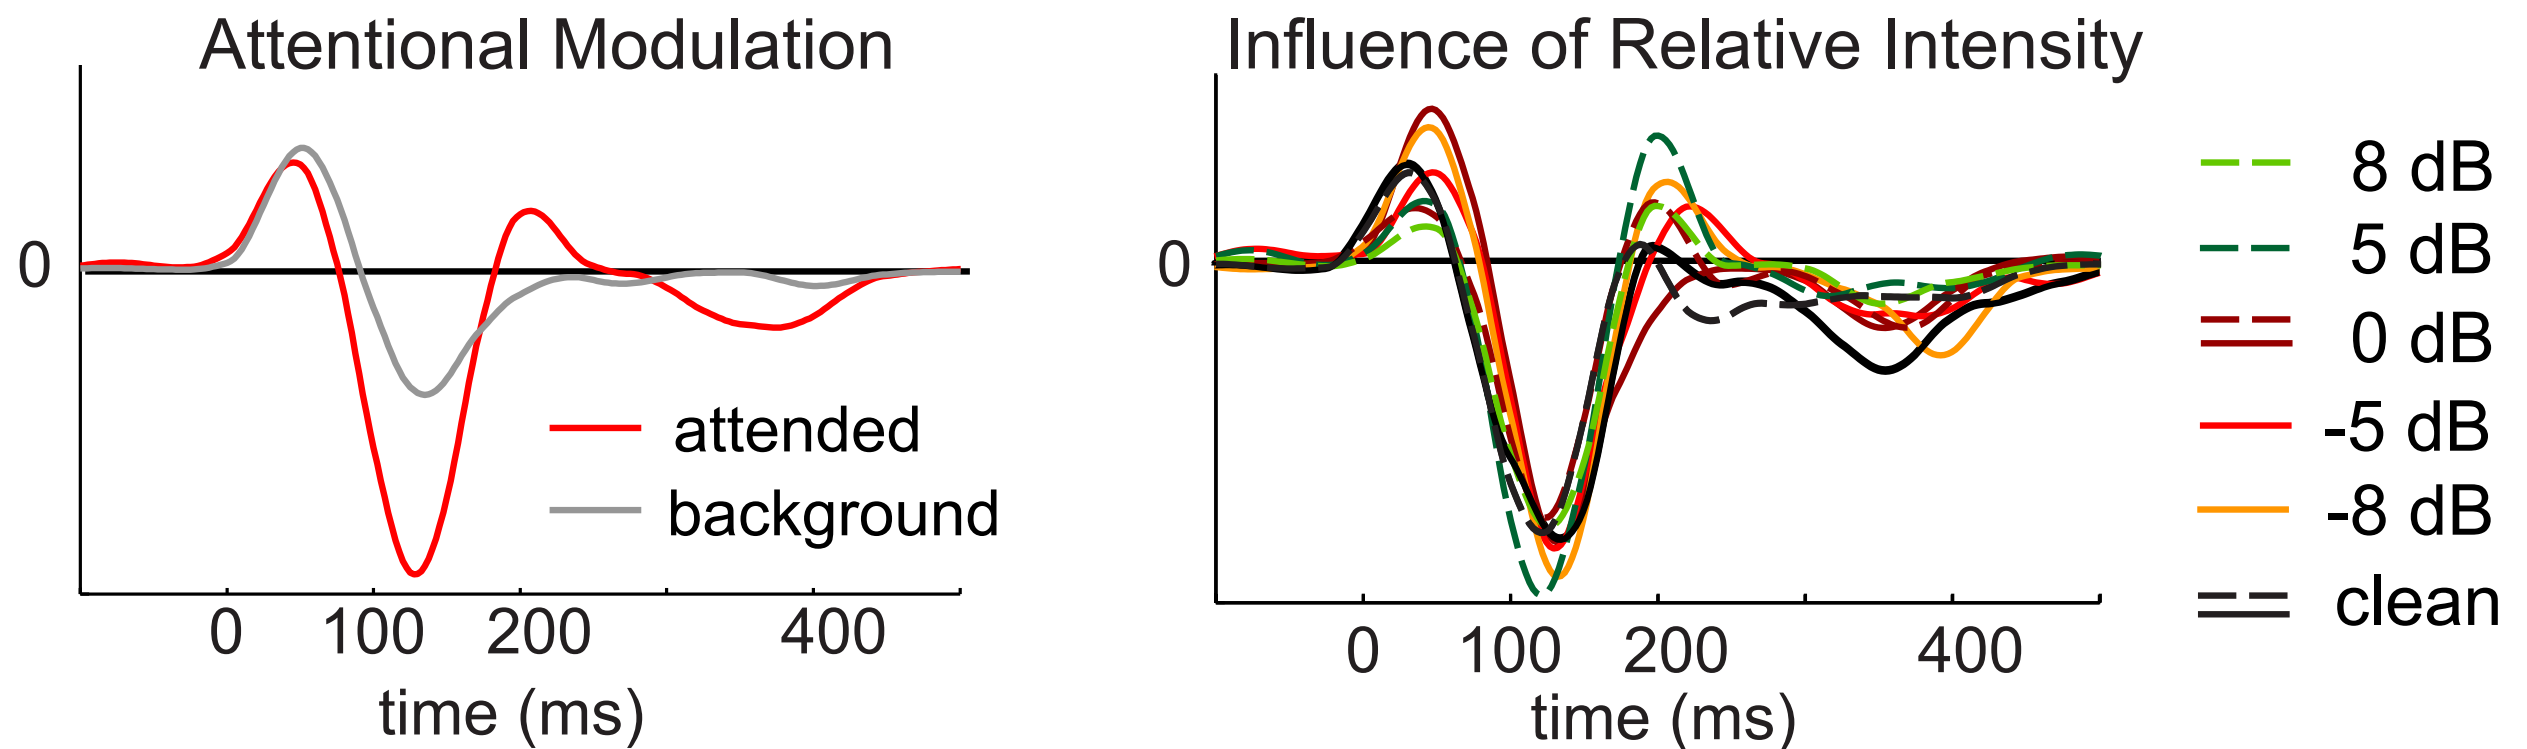 Attentional Modulation
0
attended
background
0 100 200 400
time (ms)
Influence of Relative Intensity
0
0 100 200 400
time (ms)
8 dB
5 dB
0 dB
-5 dB
-8 dB
clean